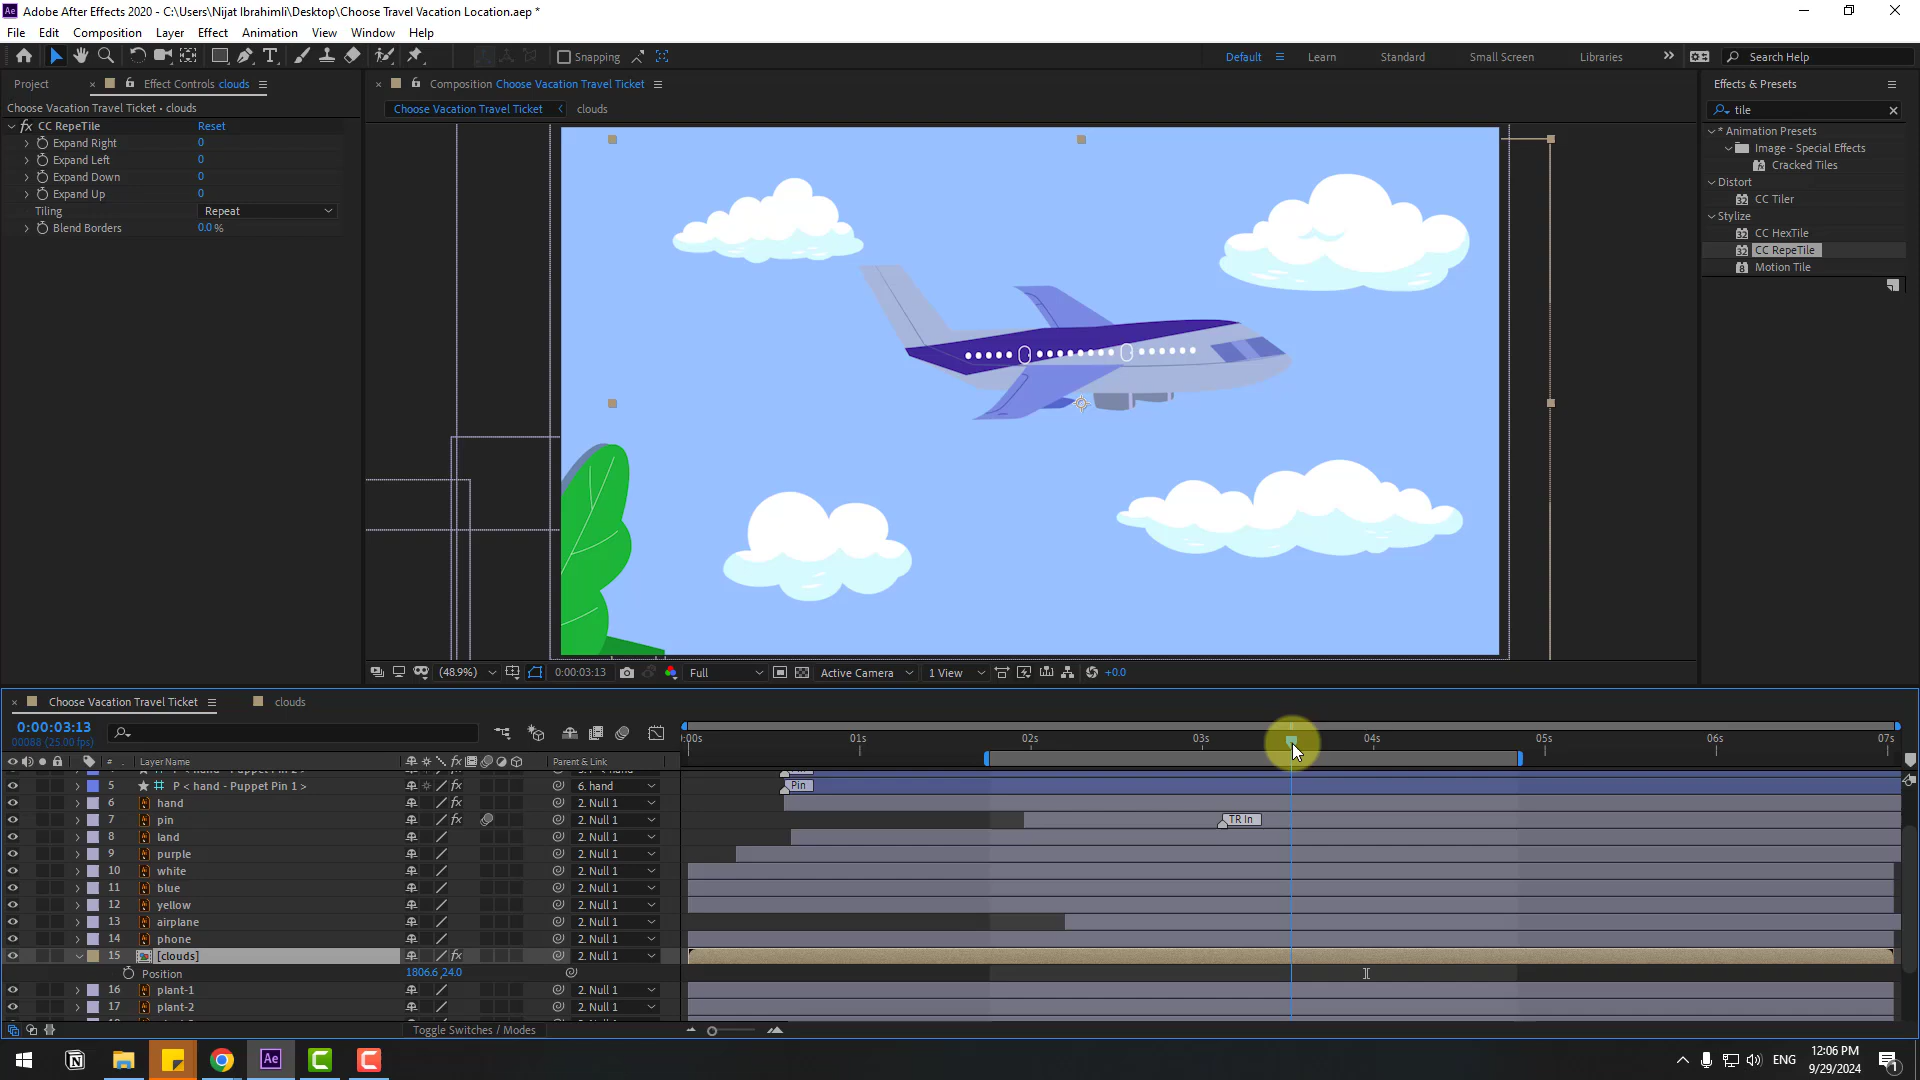 Adobe After Effects 2020 - C:\Users\Nijat Ibrahimli\Desktop\Choose Travel Vacation Location.aep *
File Edit Composition Layer Effect Animation View Window Help
Snapping Default Learn Standard Small Screen Libraries Search Help
Project Effect Controls clouds
Choose Vacation Travel Ticket • clouds
fx CC RepeTile Reset
Expand Right 0
Expand Left 0
Expand Down 0
Expand Up 0
Tiling Repeat
Blend Borders 0.0 %
Composition Choose Vacation Travel Ticket
Choose Vacation Travel Ticket clouds
(48.9%) 0:00:03:13 Full Active Camera 1 View +0.0
Effects & Presets
tile
* Animation Presets
Image - Special Effects
Cracked Tiles
Distort
CC Tiler
Stylize
CC HexTile
CC RepeTile
Motion Tile
Choose Vacation Travel Ticket clouds
0:00:03:13
00088 (25.00 fps)
:00s 01s 02s 03s 04s 05s 06s 07s
# Layer Name Parent & Link
5 P < hand - Puppet Pin 1 > 6. hand Pin
6 hand 2. Null 1
7 pin 2. Null 1 TR In
8 land 2. Null 1
9 purple 2. Null 1
10 white 2. Null 1
11 blue 2. Null 1
12 yellow 2. Null 1
13 airplane 2. Null 1
14 phone 2. Null 1
15 [clouds] 2. Null 1
Position 1806.6,24.0
16 plant-1 2. Null 1
17 plant-2 2. Null 1
Toggle Switches / Modes
ENG 12:06 PM
9/29/2024